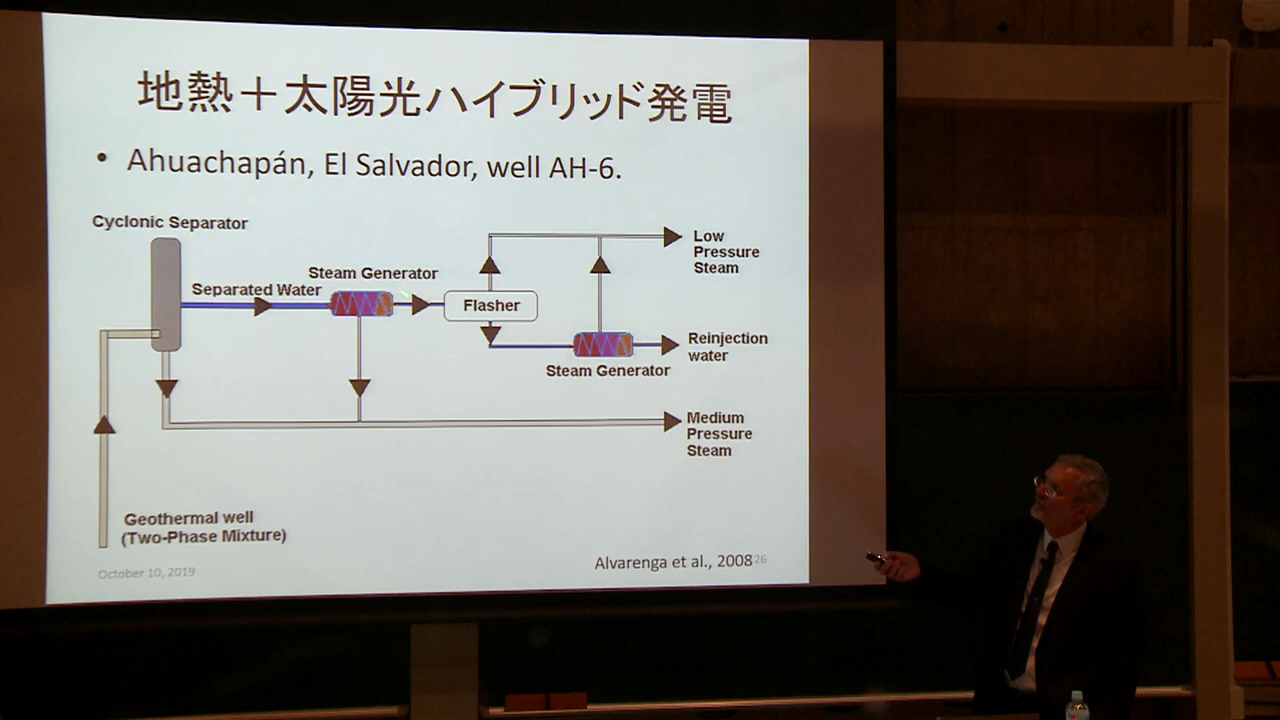 地熱＋太陽光ハイブリッド発電
• Ahuachapán, El Salvador, well AH-6.
Cyclonic Separator
Separated Water
Steam Generator
Flasher
Low
Pressure
Steam
Steam Generator
Reinjection
water
Medium
Pressure
Steam
Geothermal well
(Two-Phase Mixture)
October 10, 2019
Alvarenga et al., 2008 26